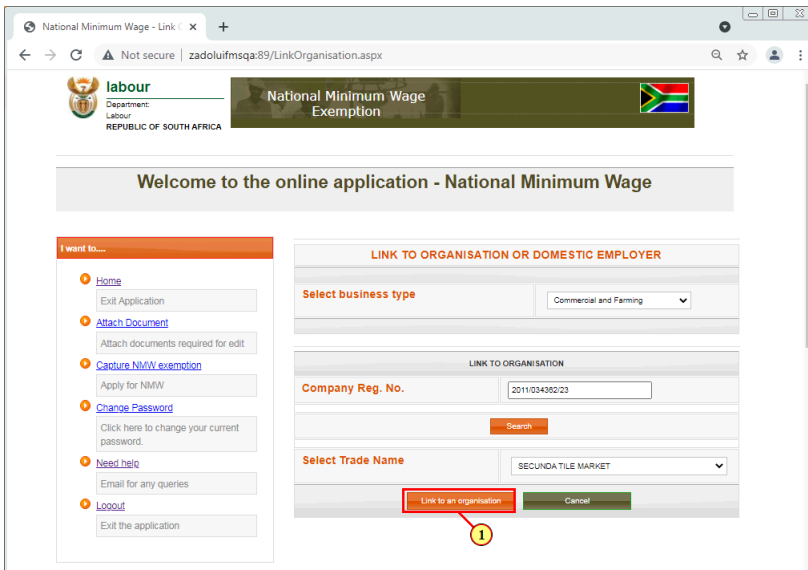 National Minimum Wage - Link
Not secure | zadoluifmsqa:89/LinkOrganisation.aspx
labour
Department:
Labour
REPUBLIC OF SOUTH AFRICA
National Minimum Wage
Exemption
Welcome to the online application - National Minimum Wage
I want to....
Home
Exit Application
Attach Document
Attach documents required for edit
Capture NMW exemption
Apply for NMW
Change Password
Click here to change your current
password.
Need help
Email for any queries
Logout
Exit the application
LINK TO ORGANISATION OR DOMESTIC EMPLOYER
Select business type
Commercial and Farming
LINK TO ORGANISATION
Company Reg. No.
2011/034362/23
Search
Select Trade Name
SECUNDA TILE MARKET
Link to an organisation
Cancel
1